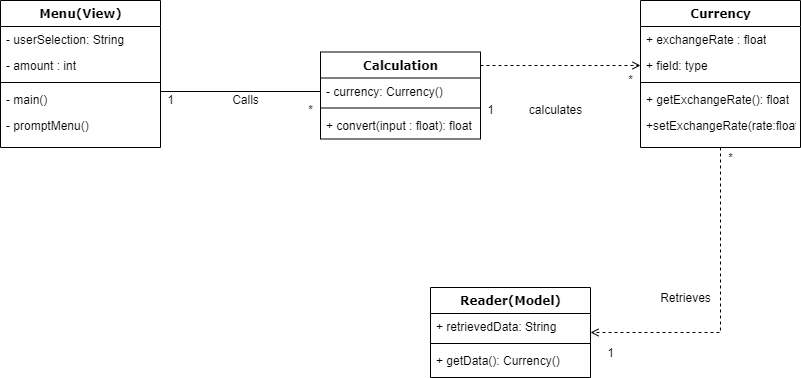 Menu(View)
- userSelection: String
- amount : int
- main()
- promptMenu()
1
Calls
*
Calculation
- currency: Currency()
+ convert(input : float): float
1
calculates
*
Currency
+ exchangeRate : float
+ field: type
+ getExchangeRate(): float
+setExchangeRate(rate:float
*
Retrieves
1
Reader(Model)
+ retrievedData: String
+ getData(): Currency()